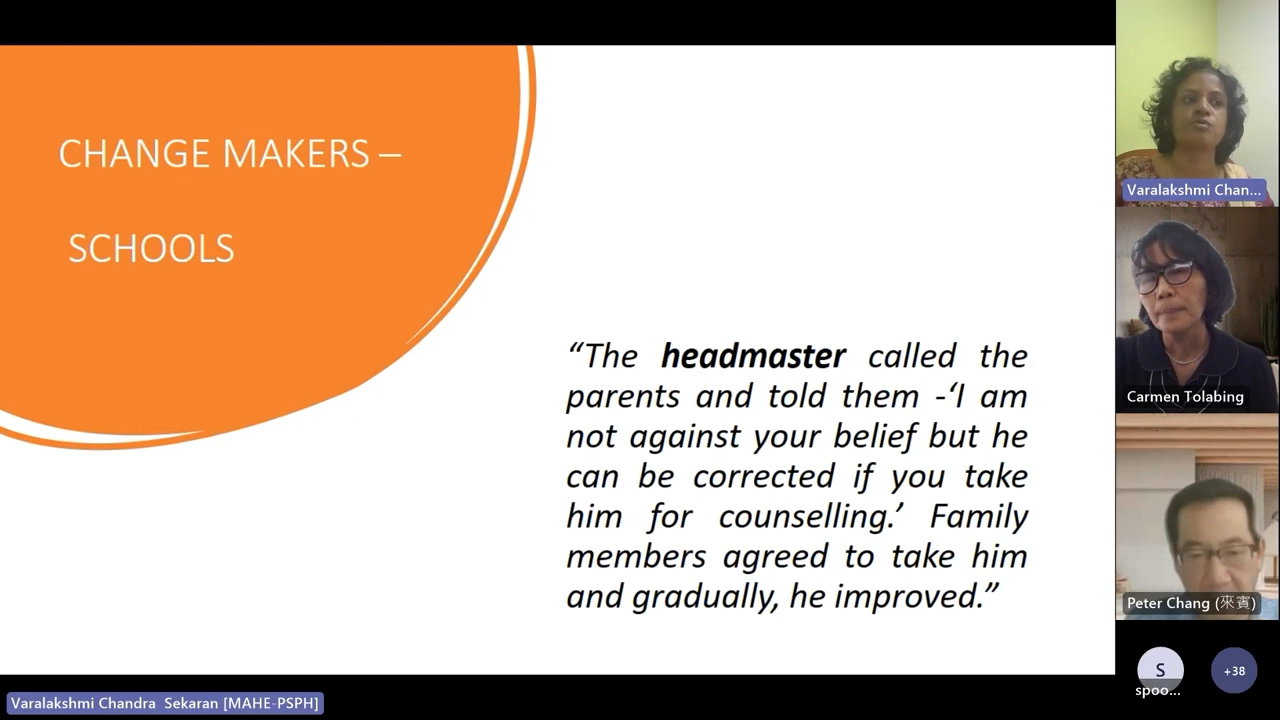 CHANGE MAKERS –
SCHOOLS
“The headmaster called the
parents and told them -‘I am
not against your belief but he
can be corrected if you take
him for counselling.’ Family
members agreed to take him
and gradually, he improved.”
Varalakshmi Chan...
Carmen Tolabing
Peter Chang (來賓)
S
spoo...
+38
Varalakshmi Chandra Sekaran [MAHE-PSPH]